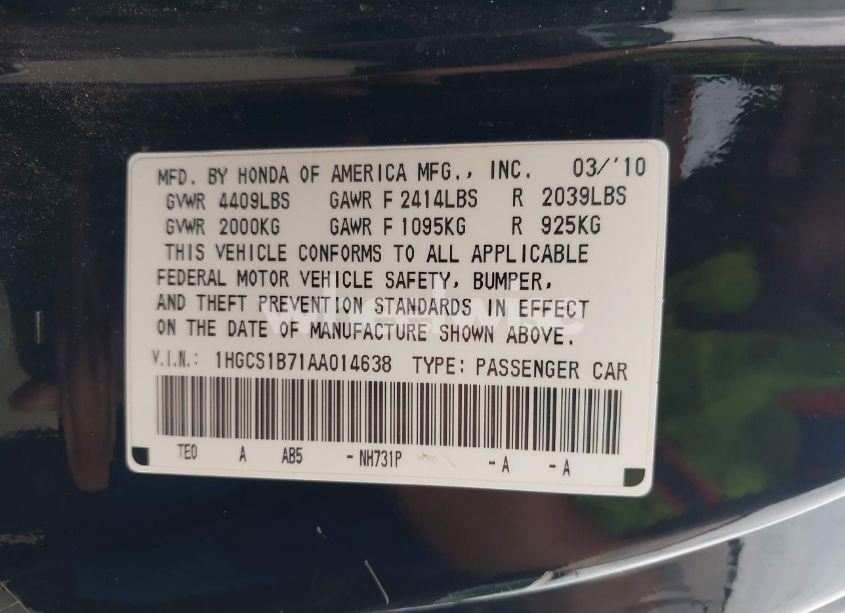 MFD. BY HONDA OF AMERICA MFG., INC. 03/'10
GVWR 4409LBS GAWR F 2414LBS R 2039LBS
GVWR 2000KG GAWR F 1095KG R 925KG
THIS VEHICLE CONFORMS TO ALL APPLICABLE
FEDERAL MOTOR VEHICLE SAFETY, BUMPER,
AND THEFT PREVENTION STANDARDS IN EFFECT
ON THE DATE OF MANUFACTURE SHOWN ABOVE.
V.I.N.: 1HGCS1B71AA014638 TYPE: PASSENGER CAR
TE0 A AB5 - NH731P - A - A